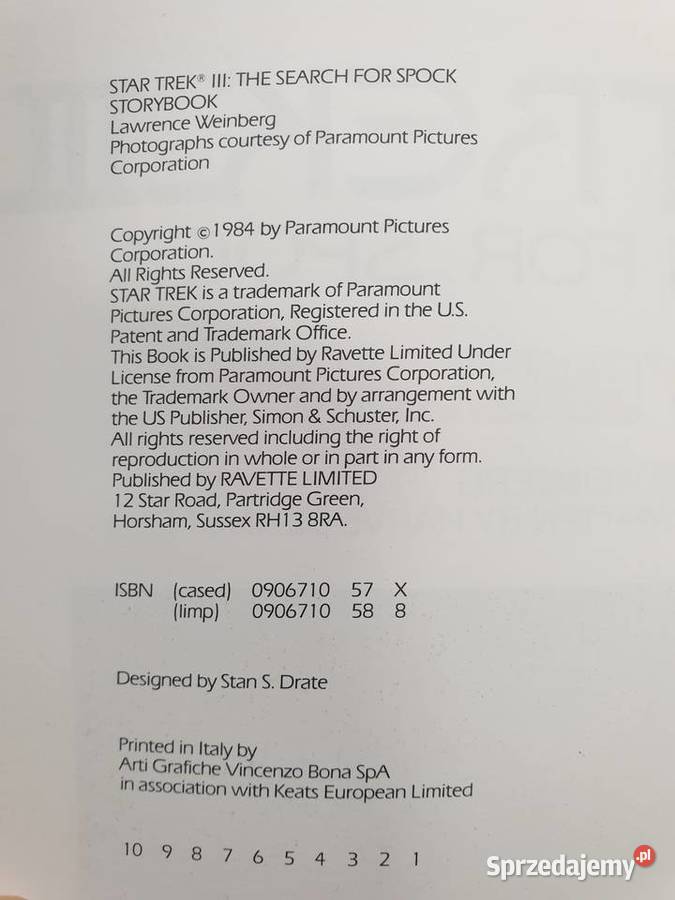 STAR TREK® III: THE SEARCH FOR SPOCK
STORYBOOK
Lawrence Weinberg
Photographs courtesy of Paramount Pictures
Corporation
Copyright © 1984 by Paramount Pictures
Corporation.
All Rights Reserved.
STAR TREK is a trademark of Paramount
Pictures Corporation, Registered in the U.S.
Patent and Trademark Office.
This Book is Published by Ravette Limited Under
License from Paramount Pictures Corporation,
the Trademark Owner and by arrangement with
the US Publisher, Simon & Schuster, Inc.
All rights reserved including the right of
reproduction in whole or in part in any form.
Published by RAVETTE LIMITED
12 Star Road, Partridge Green,
Horsham, Sussex RH13 8RA.
ISBN (cased) 0906710 57 X
(limp) 0906710 58 8
Designed by Stan S. Drate
Printed in Italy by
Arti Grafiche Vincenzo Bona SpA
in association with Keats European Limited
10 9 8 7 6 5 4 3 2 1
Sprzedajemy.pl